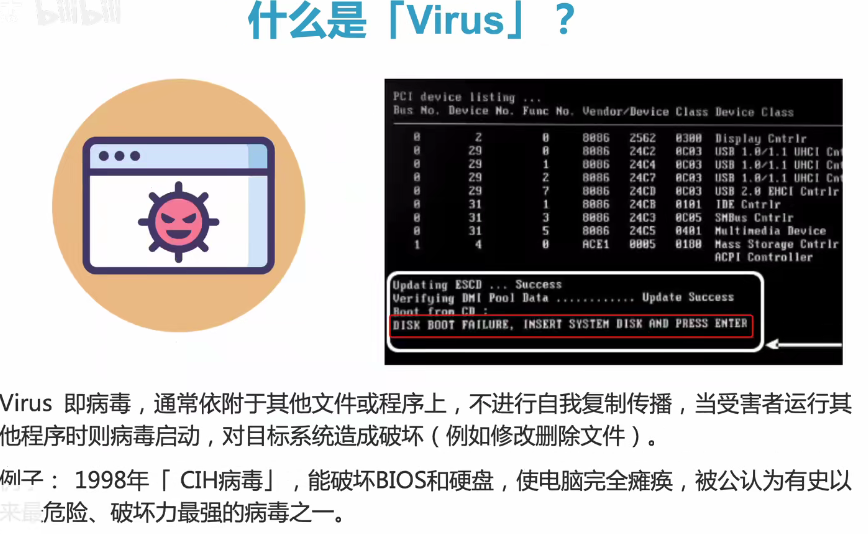 bilibili
什么是「Virus」?
PCI device listing ...
Bus No. Device No. Func No. Vendor/Device Class Device Class
0 2 0 8086 2562 0300 Display Cntrlr
0 29 0 8086 24C2 0C03 USB 1.0/1.1 UHCI Cnt
0 29 1 8086 24C4 0C03 USB 1.0/1.1 UHCI Cnt
0 29 2 8086 24C7 0C03 USB 1.0/1.1 UHCI Cnt
0 29 7 8086 24CD 0C03 USB 2.0 EHCI Cntrlr
0 31 1 8086 24CB 0101 IDE Cntrlr
0 31 3 8086 24C3 0C05 SMBus Cntrlr
0 31 5 8086 24C5 0401 Multimedia Device
1 4 0 ACE1 0005 0180 Mass Storage Cntrlr
ACPI Controller
Updating ESCD ... Success
Verifying DMI Pool Data ............ Update Success
Boot from CD :
DISK BOOT FAILURE, INSERT SYSTEM DISK AND PRESS ENTER
Virus 即病毒，通常依附于其他文件或程序上，不进行自我复制传播，当受害者运行其
他程序时则病毒启动，对目标系统造成破坏（例如修改删除文件）。
例子： 1998年「 CIH病毒」，能破坏BIOS和硬盘，使电脑完全瘫痪，被公认为有史以
来最危险、破坏力最强的病毒之一。